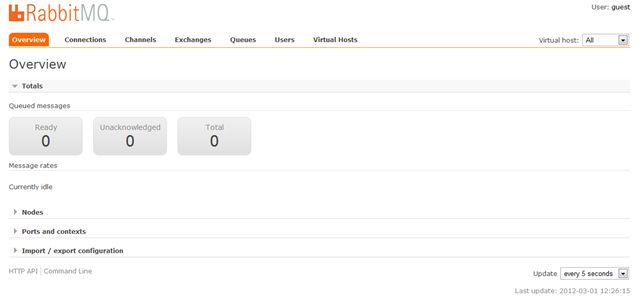 RabbitMQ™
User: guest
Overview Connections Channels Exchanges Queues Users Virtual Hosts Virtual host: All
Overview
Totals
Queued messages
Ready Unacknowledged Total
0 0 0
Message rates
Currently idle
Nodes
Ports and contexts
Import / export configuration
HTTP API Command Line Update every 5 seconds
Last update: 2012-03-01 12:26:15